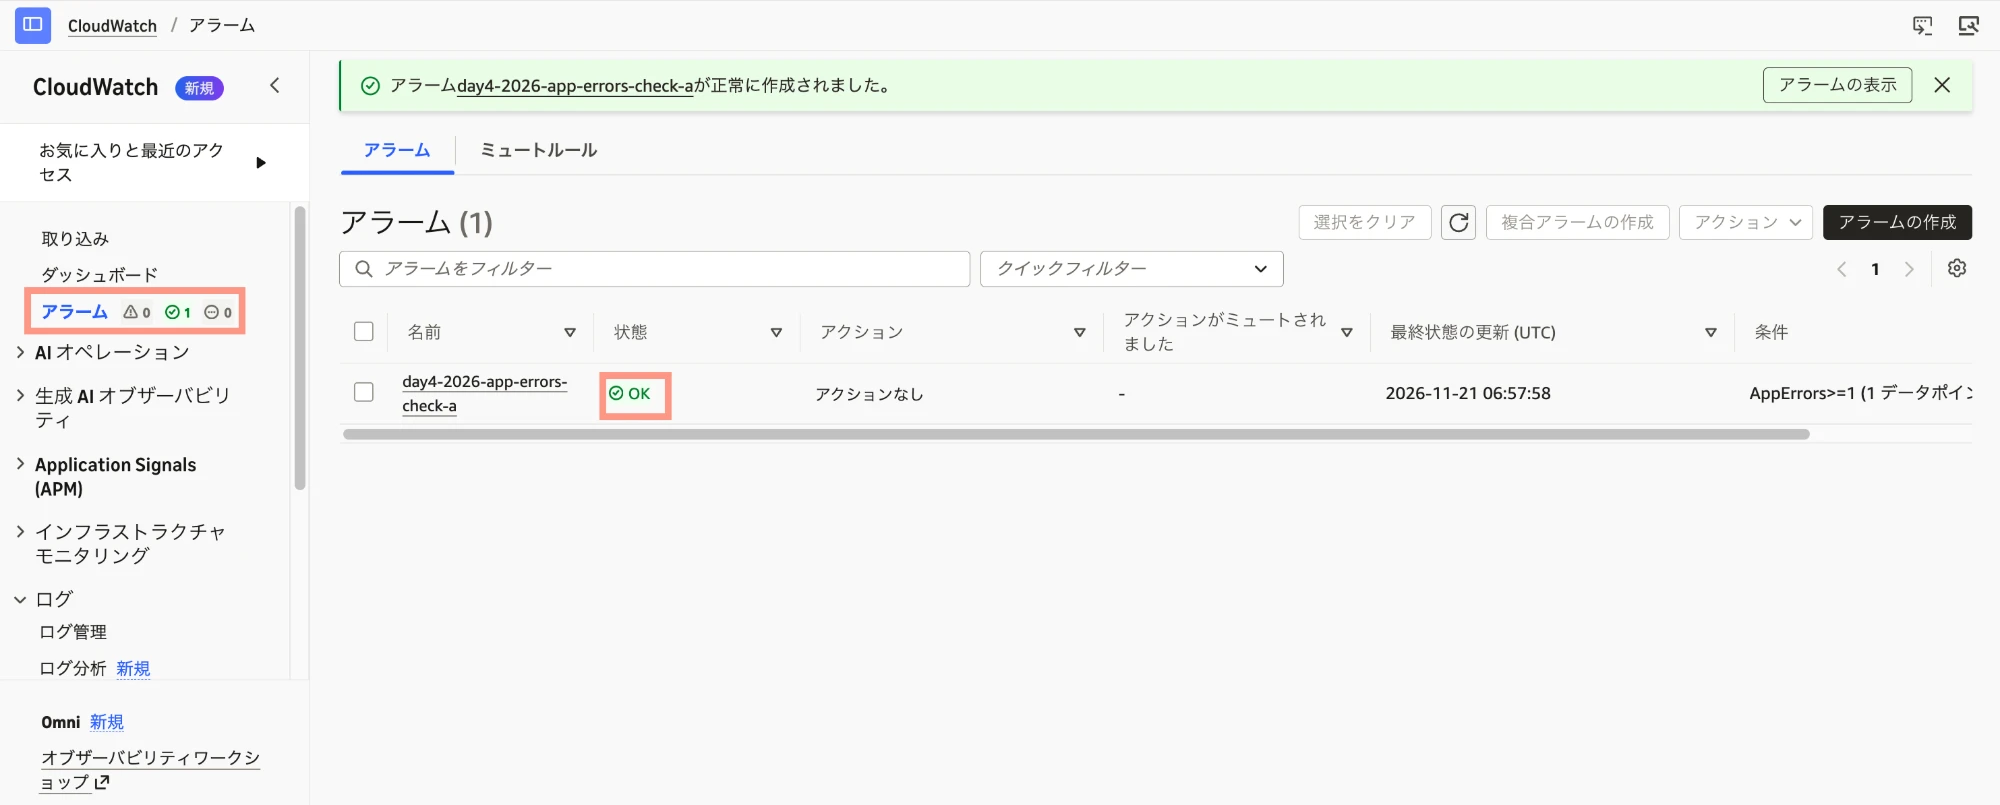 CloudWatch / アラーム
CloudWatch 新規
お気に入りと最近のアク
セス
取り込み
ダッシュボード
アラーム 0 1 0
AI オペレーション
生成 AI オブザーバビリ
ティ
Application Signals
(APM)
インフラストラクチャ
モニタリング
ログ
ログ管理
ログ分析 新規
Omni 新規
オブザーバビリティワークシ
ョップ
アラームday4-2026-app-errors-check-aが正常に作成されました。 アラームの表示
アラーム ミュートルール
アラーム (1)
選択をクリア 複合アラームの作成 アクション アラームの作成
アラームをフィルター クイックフィルター 1
名前 状態 アクション アクションがミュートされ
ました 最終状態の更新 (UTC) 条件
day4-2026-app-errors-
check-a OK アクションなし - 2026-11-21 06:57:58 AppErrors>=1 (1 データポイン